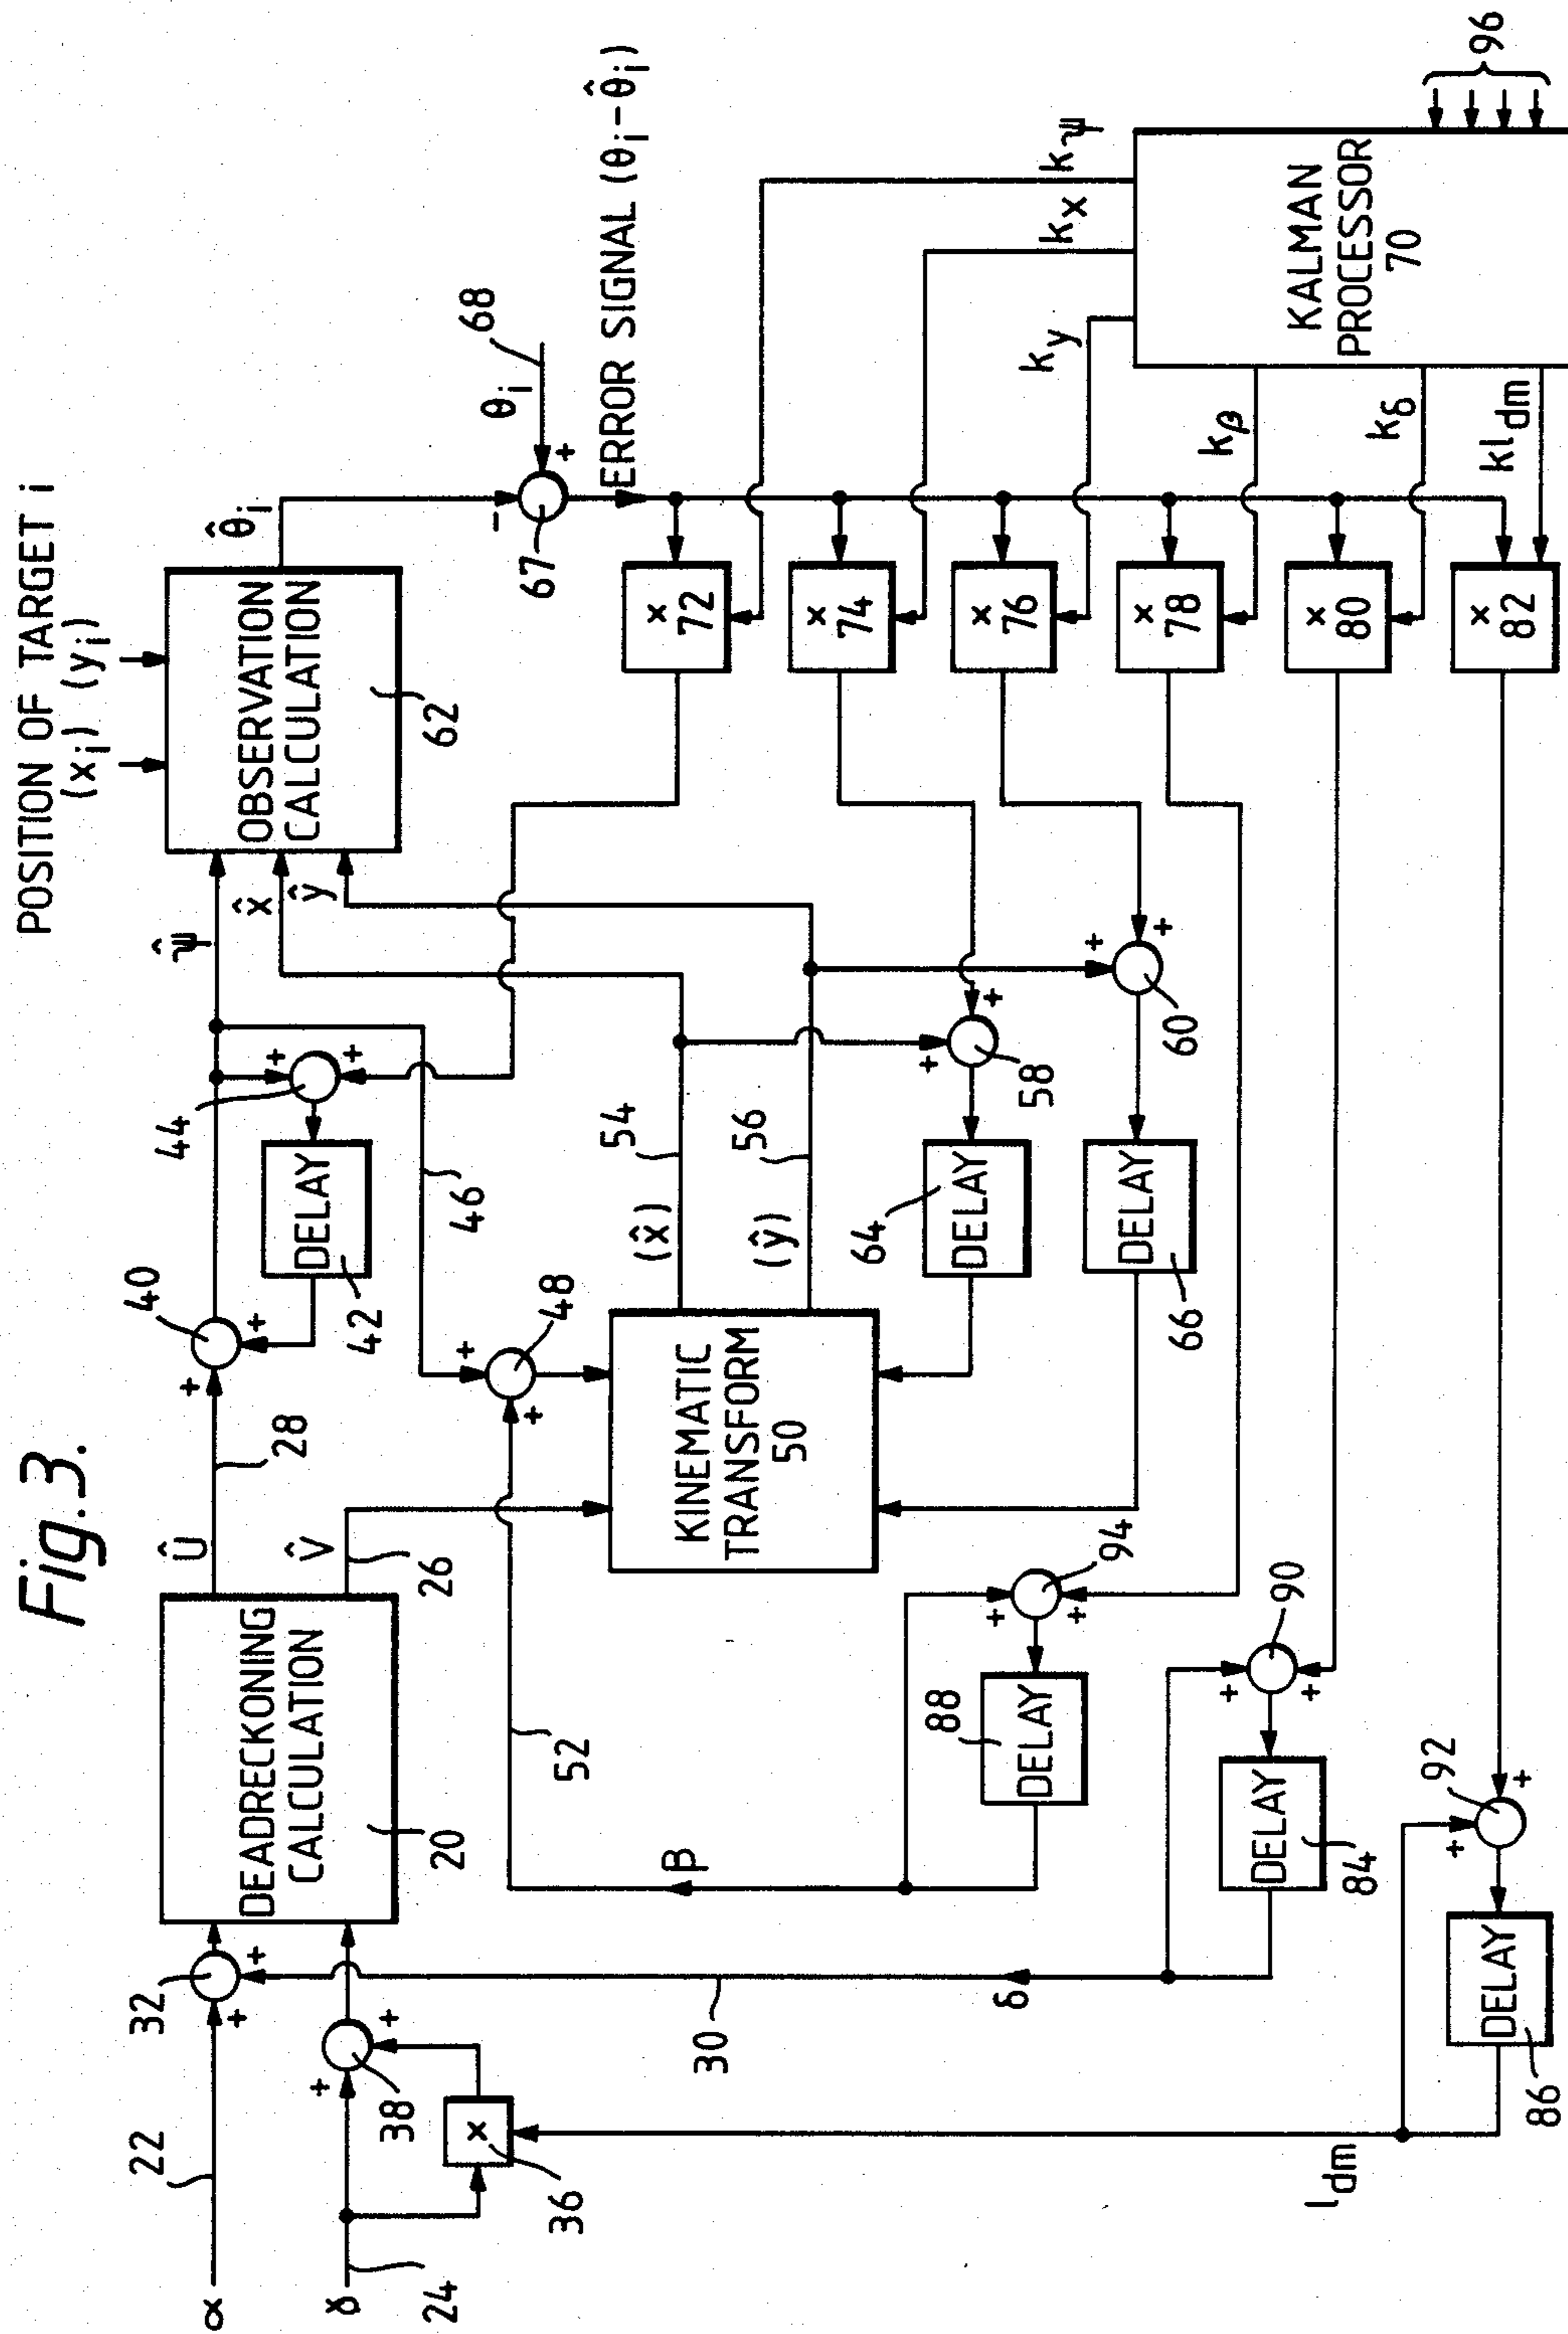 Fig.3.
POSITION OF TARGET i
(xᵢ) (yᵢ)
α
22
32
+
+
γ
24
38
+
+
x
36
DEADRECKONING
CALCULATION
20
Û
28
V̂
26
40
+
+
DELAY
42
44
+
+
46
ψ̂
x̂
ŷ
OBSERVATION
CALCULATION
62
θ̂ᵢ
−
67
+
θᵢ
68
ERROR SIGNAL (θᵢ-θ̂ᵢ)
48
+
+
52
KINEMATIC
TRANSFORM
50
(x̂)
54
(ŷ)
56
58
+
+
60
+
+
64
DELAY
DELAY
66
x
72
x
74
x
76
x
78
x
80
x
82
kψ
kx
ky
kβ
kδ
kl dm
KALMAN
PROCESSOR
70
96
β
88
DELAY
94
+
+
30
δ
DELAY
84
90
+
+
l dm
DELAY
86
92
+
+